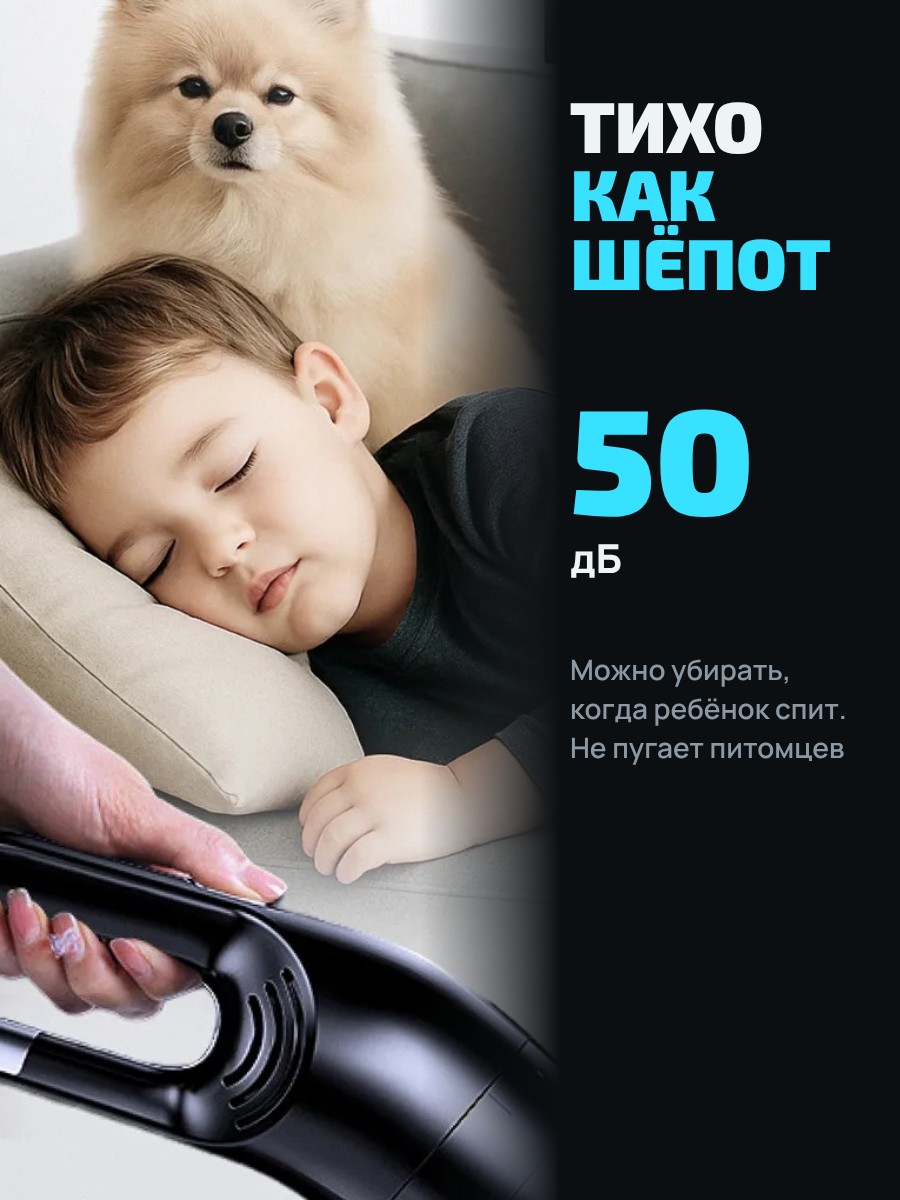 ТИХО
КАК
ШЁПОТ
50
дБ
Можно убирать,
когда ребёнок спит.
Не пугает питомцев